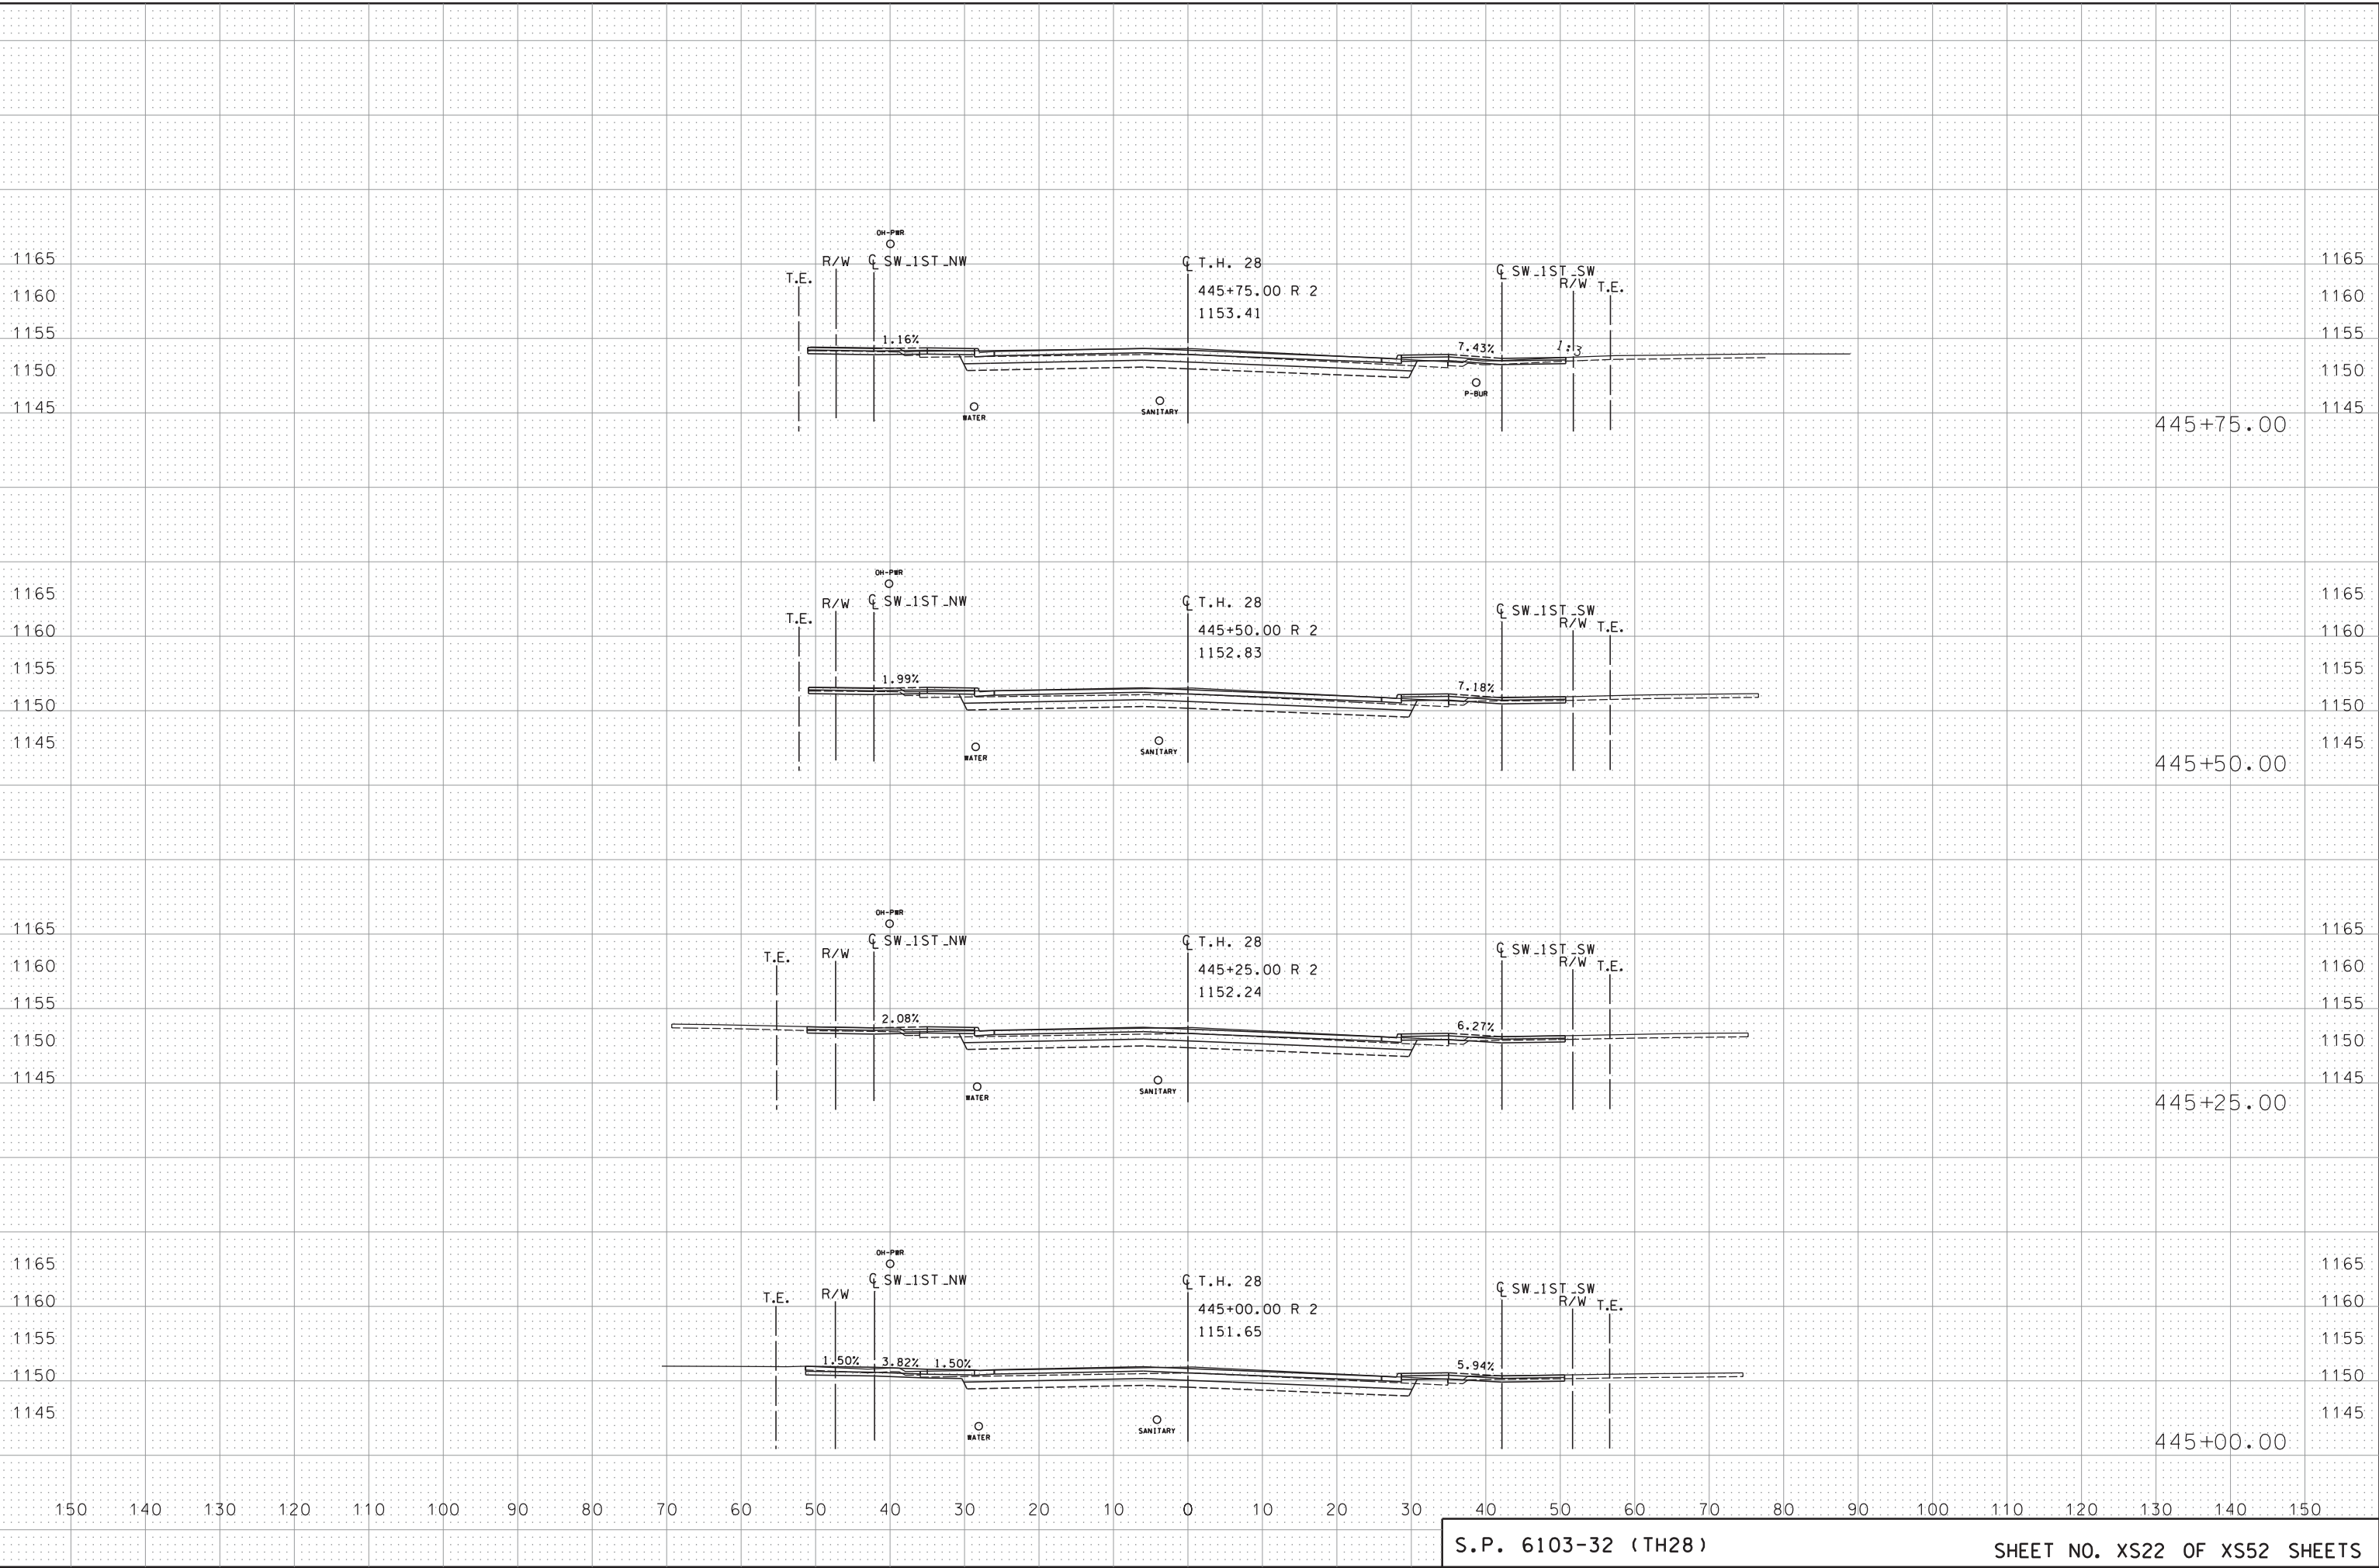 OH-PWR
1165 R/W ℄ SW_1ST_NW ℄ T.H. 28 ℄ SW_1ST_SW 1165
T.E. R/W T.E.
1160 445+75.00 R 2 1160
1153.41
1155 1.16% 7.43% 1:3 1155
1150 1150
P-BUR
1145 WATER SANITARY 1145
445+75.00
OH-PWR
1165 R/W ℄ SW_1ST_NW ℄ T.H. 28 ℄ SW_1ST_SW 1165
T.E. R/W T.E.
1160 445+50.00 R 2 1160
1152.83
1155 1.99% 7.18% 1155
1150 1150
1145 WATER SANITARY 1145
445+50.00
OH-PWR
1165 ℄ SW_1ST_NW ℄ T.H. 28 ℄ SW_1ST_SW 1165
T.E. R/W R/W T.E.
1160 445+25.00 R 2 1160
1152.24
1155 2.08% 6.27% 1155
1150 1150
1145 WATER SANITARY 1145
445+25.00
OH-PWR
1165 ℄ SW_1ST_NW ℄ T.H. 28 ℄ SW_1ST_SW 1165
T.E. R/W R/W T.E.
1160 445+00.00 R 2 1160
1151.65
1155 1155
1.50% 3.82% 1.50% 5.94%
1150 1150
1145 WATER SANITARY 1145
445+00.00
150 140 130 120 110 100 90 80 70 60 50 40 30 20 10 0 10 20 30 40 50 60 70 80 90 100 110 120 130 140 150
S.P. 6103-32 (TH28) SHEET NO. XS22 OF XS52 SHEETS